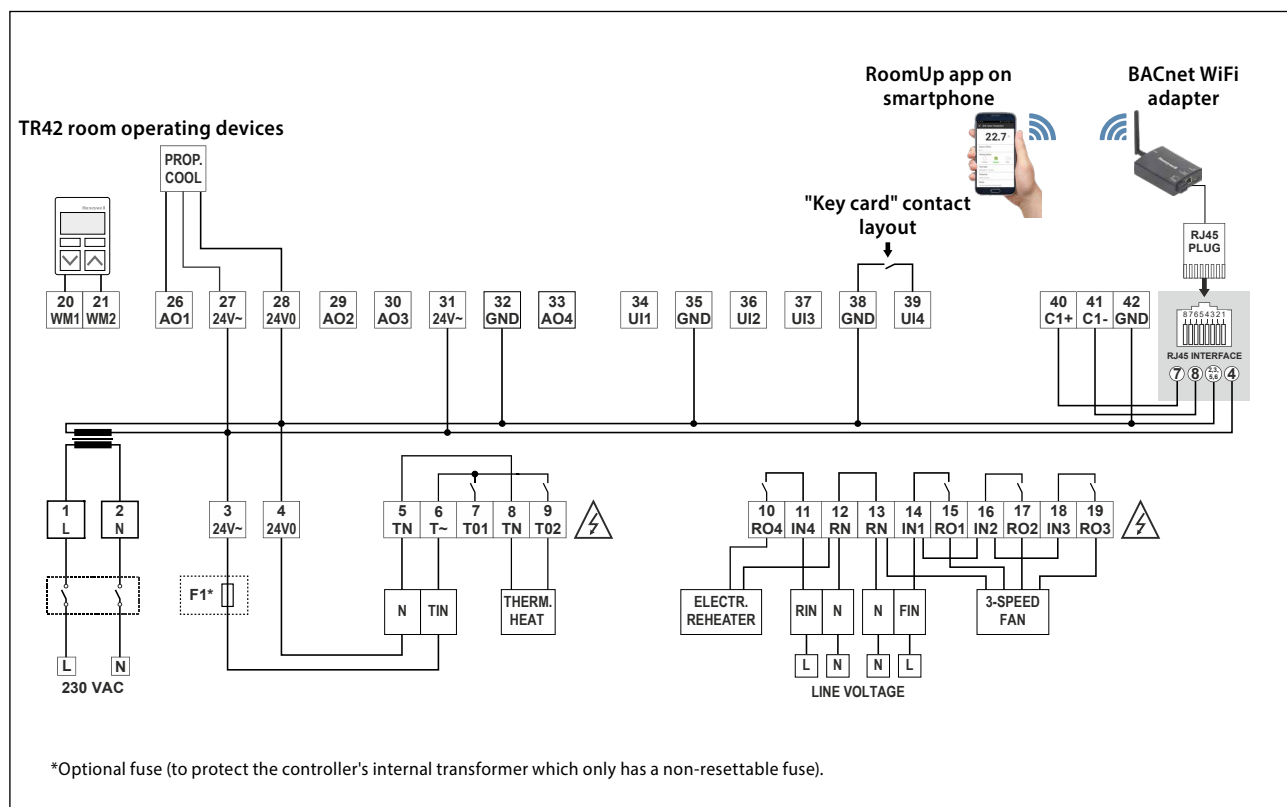 RoomUp app on
smartphone
BACnet WiFi
adapter
TR42 room operating devices
PROP.
COOL
22.7
"Key card" contact
layout
RJ45
PLUG
20
WM1
21
WM2
26
AO1
27
24V~
28
24V0
29
AO2
30
AO3
31
24V~
32
GND
33
AO4
34
UI1
35
GND
36
UI2
37
UI3
38
GND
39
UI4
40
C1+
41
C1-
42
GND
87654321
RJ45 INTERFACE
7
8
2,3,
5,6
4
1
L
2
N
3
24V~
4
24V0
5
TN
6
T~
7
T01
8
TN
9
T02
10
RO4
11
IN4
12
RN
13
RN
14
IN1
15
RO1
16
IN2
17
RO2
18
IN3
19
RO3
F1*
N
TIN
THERM.
HEAT
ELECTR.
REHEATER
RIN
N
N
FIN
3-SPEED
FAN
L
N
230 VAC
L
N
N
L
LINE VOLTAGE
*Optional fuse (to protect the controller's internal transformer which only has a non-resettable fuse).